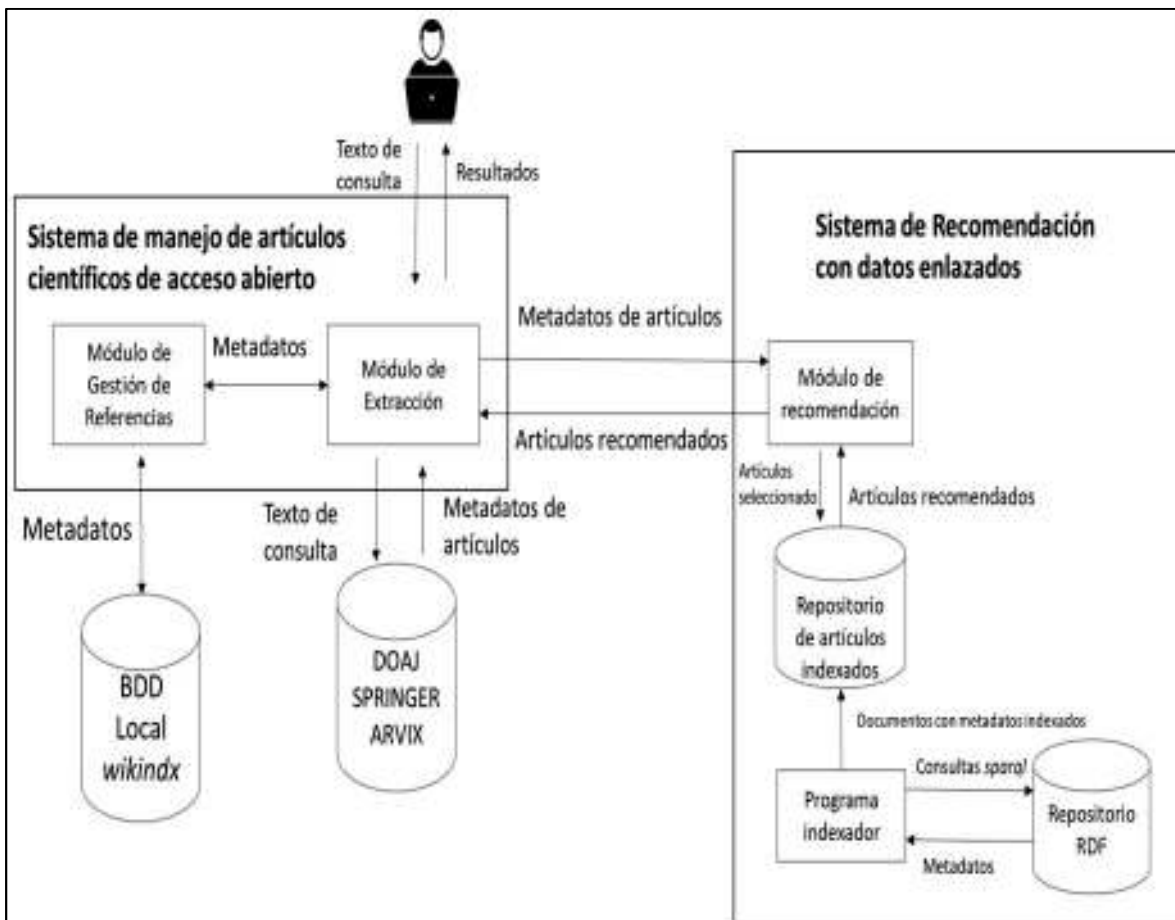 Texto de
consulta
Resultados
Sistema de manejo de artículos
científicos de acceso abierto
Módulo de
Gestión de
Referencias
Metadatos
Módulo de
Extracción
Metadatos de artículos
Artículos recomendados
Metadatos
Texto de
consulta
Metadatos de
artículos
BDD
Local
wikindx
DOAJ
SPRINGER
ARVIX
Sistema de Recomendación
con datos enlazados
Módulo de
recomendación
Artículos
seleccionado
Artículos recomendados
Repositorio
de artículos
indexados
Documentos con metadatos indexados
Programa
indexador
Consultas sparql
Metadatos
Repositorio
RDF